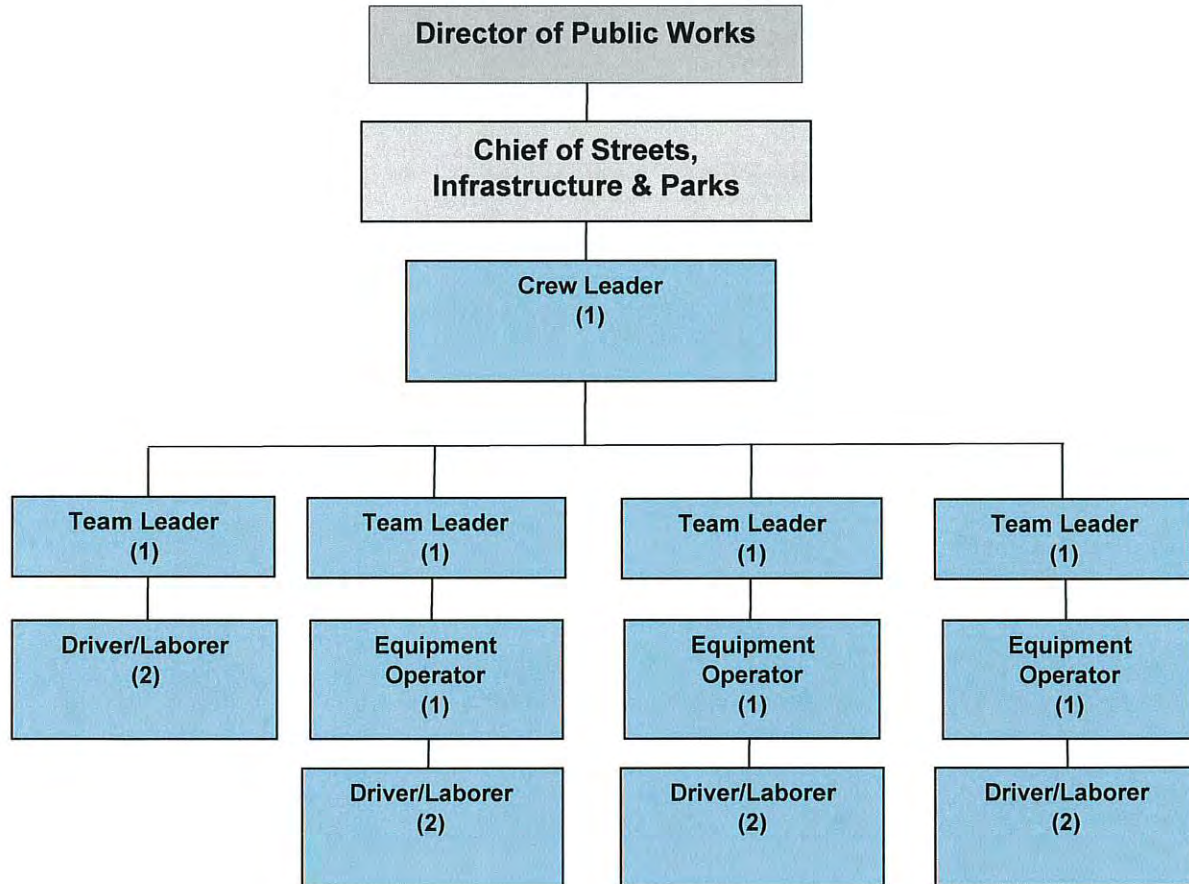 Director of Public Works
Chief of Streets,
Infrastructure & Parks
Crew Leader
(1)
Team Leader
(1)
Team Leader
(1)
Team Leader
(1)
Team Leader
(1)
Driver/Laborer
(2)
Equipment
Operator
(1)
Equipment
Operator
(1)
Equipment
Operator
(1)
Driver/Laborer
(2)
Driver/Laborer
(2)
Driver/Laborer
(2)